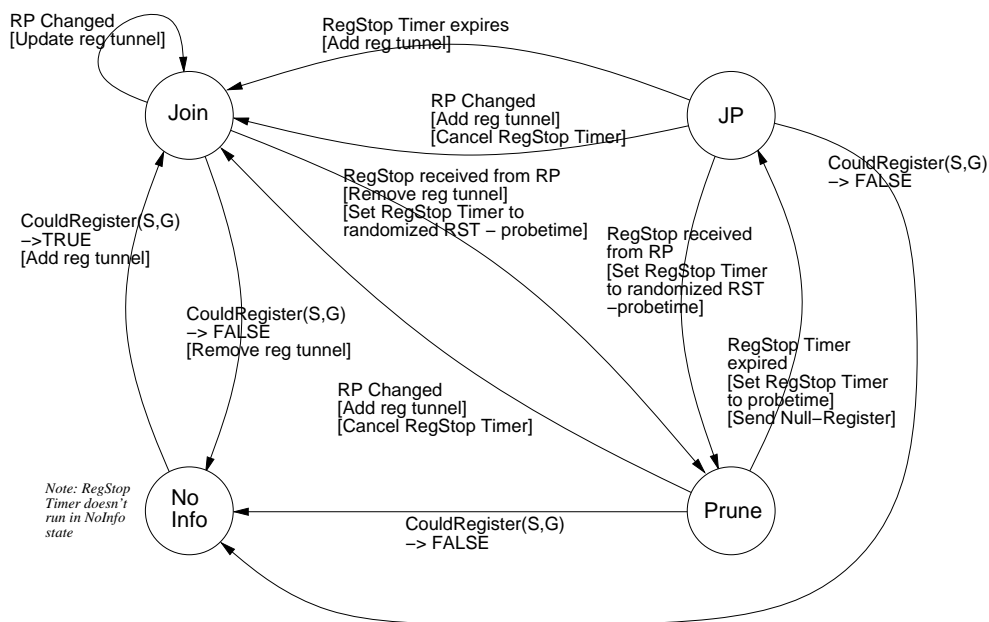 RP Changed
[Update reg tunnel]
RegStop Timer expires
[Add reg tunnel]
Join
JP
RP Changed
[Add reg tunnel]
[Cancel RegStop Timer]
CouldRegister(S,G)
−> FALSE
RegStop received from RP
[Remove reg tunnel]
[Set RegStop Timer to
randomized RST − probetime]
CouldRegister(S,G)
−>TRUE
[Add reg tunnel]
RegStop received
from RP
[Set RegStop Timer
to randomized RST
−probetime]
CouldRegister(S,G)
−> FALSE
[Remove reg tunnel]
RegStop Timer
expired
[Set RegStop Timer
to probetime]
[Send Null−Register]
RP Changed
[Add reg tunnel]
[Cancel RegStop Timer]
Note: RegStop
Timer doesn't
run in NoInfo
state
No
Info
Prune
CouldRegister(S,G)
−> FALSE